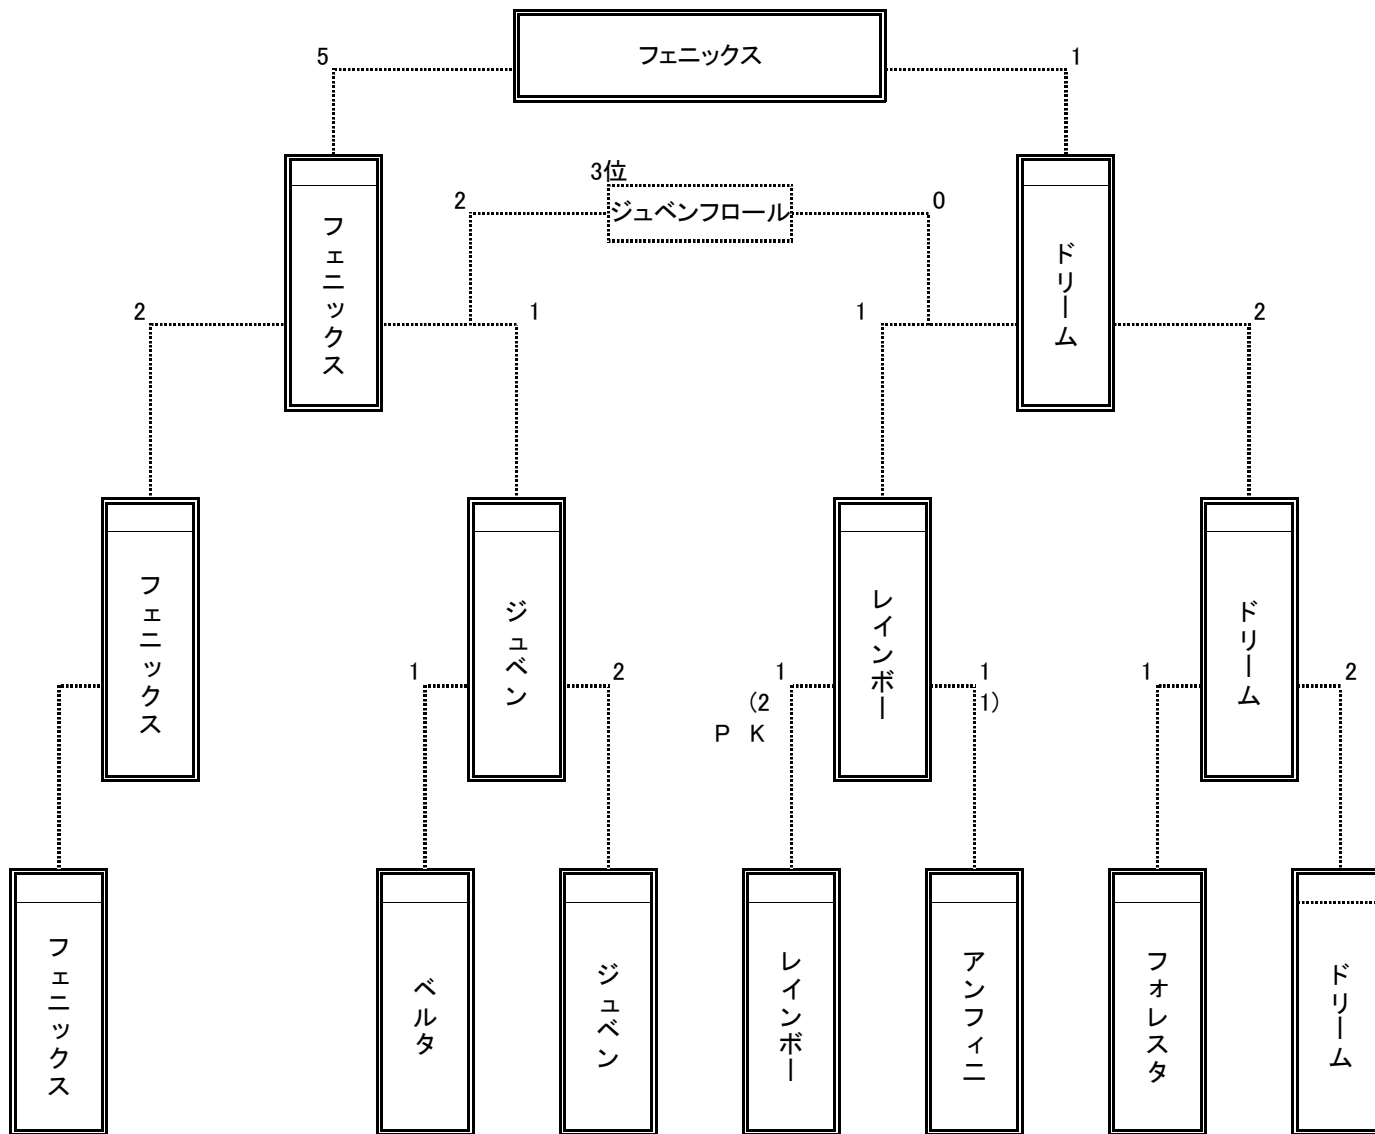 5
フェニックス
1
3位
2
ジュベンフロール
0
フェニックス
ドリーム
2
1
1
2
フェニックス
ジュベン
レインボー
ドリーム
1
2
1
1
1
2
(2
1)
P K
フェニックス
ベルタ
ジュベン
レインボー
アンフィニ
フォレスタ
ドリーム